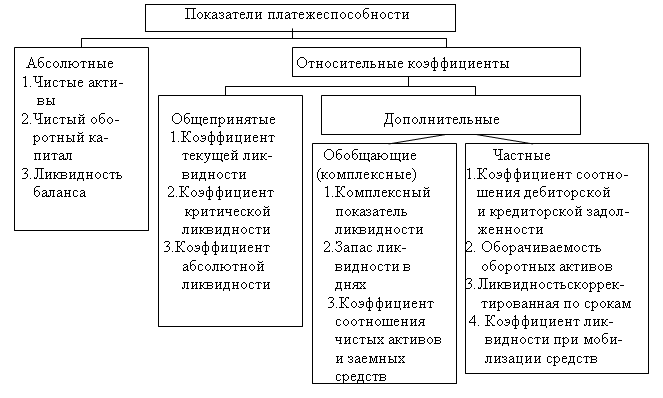 Показатели платежеспособности
Абсолютные
1.Чистые акти-
вы
2.Чистый обо-
ротный ка-
питал
3.Ликвидность
баланса
Относительные коэффициенты
Общепринятые
1.Коэффициент
текущей лик-
видности
2.Коэффициент
критической
ликвидности
3.Коэффициент
абсолютной
ликвидности
Дополнительные
Обобщающие
(комплексные)
1.Комплексный
показатель
ликвидности
2.Запас лик-
видности в
днях
3.Коэффициент
соотношения
чистых активов
и заемных
средств
Частные
1.Коэффициент соотно-
шения дебиторской
и кредиторской задол-
женности
2. Оборачиваемость
оборотных активов
3.Ликвидностьскоррек-
тированная по срокам
4. Коэффициент лик-
видности при моби-
лизации средств